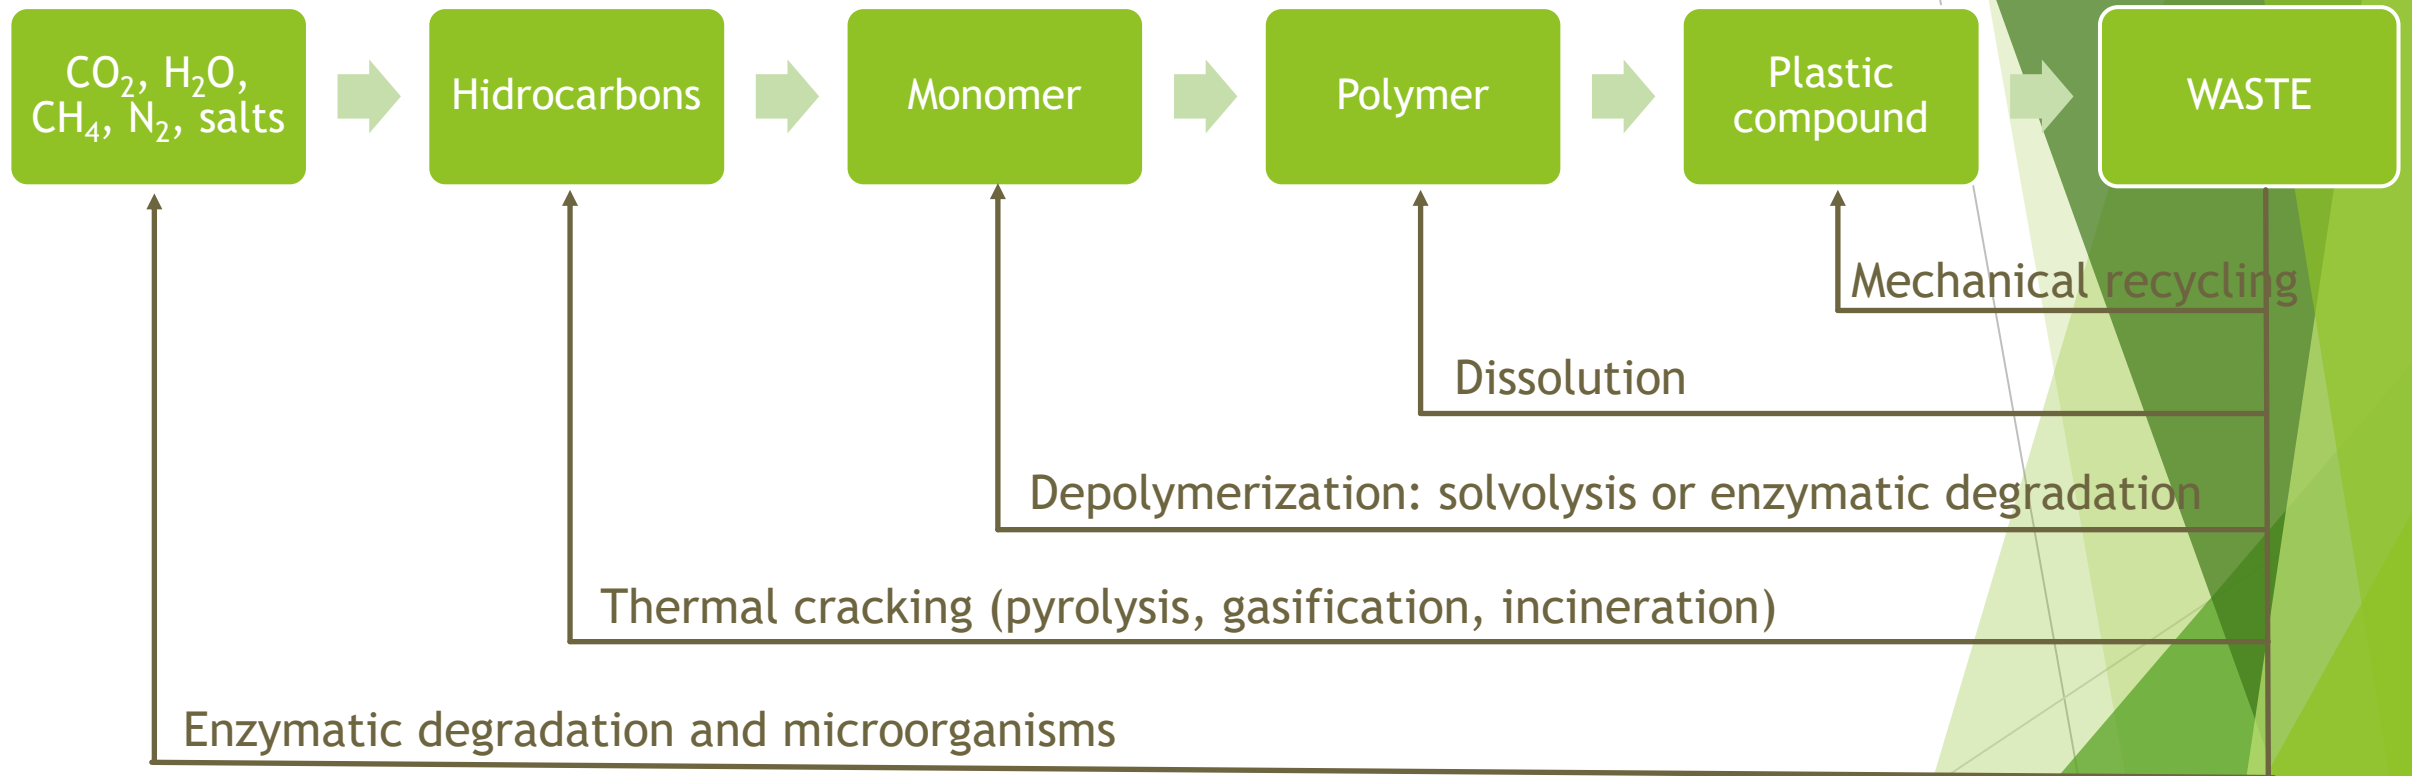 CO₂, H₂O,
CH₄, N₂, salts
Hidrocarbons
Monomer
Polymer
Plastic
compound
WASTE
Mechanical recycling
Dissolution
Depolymerization: solvolysis or enzymatic degradation
Thermal cracking (pyrolysis, gasification, incineration)
Enzymatic degradation and microorganisms